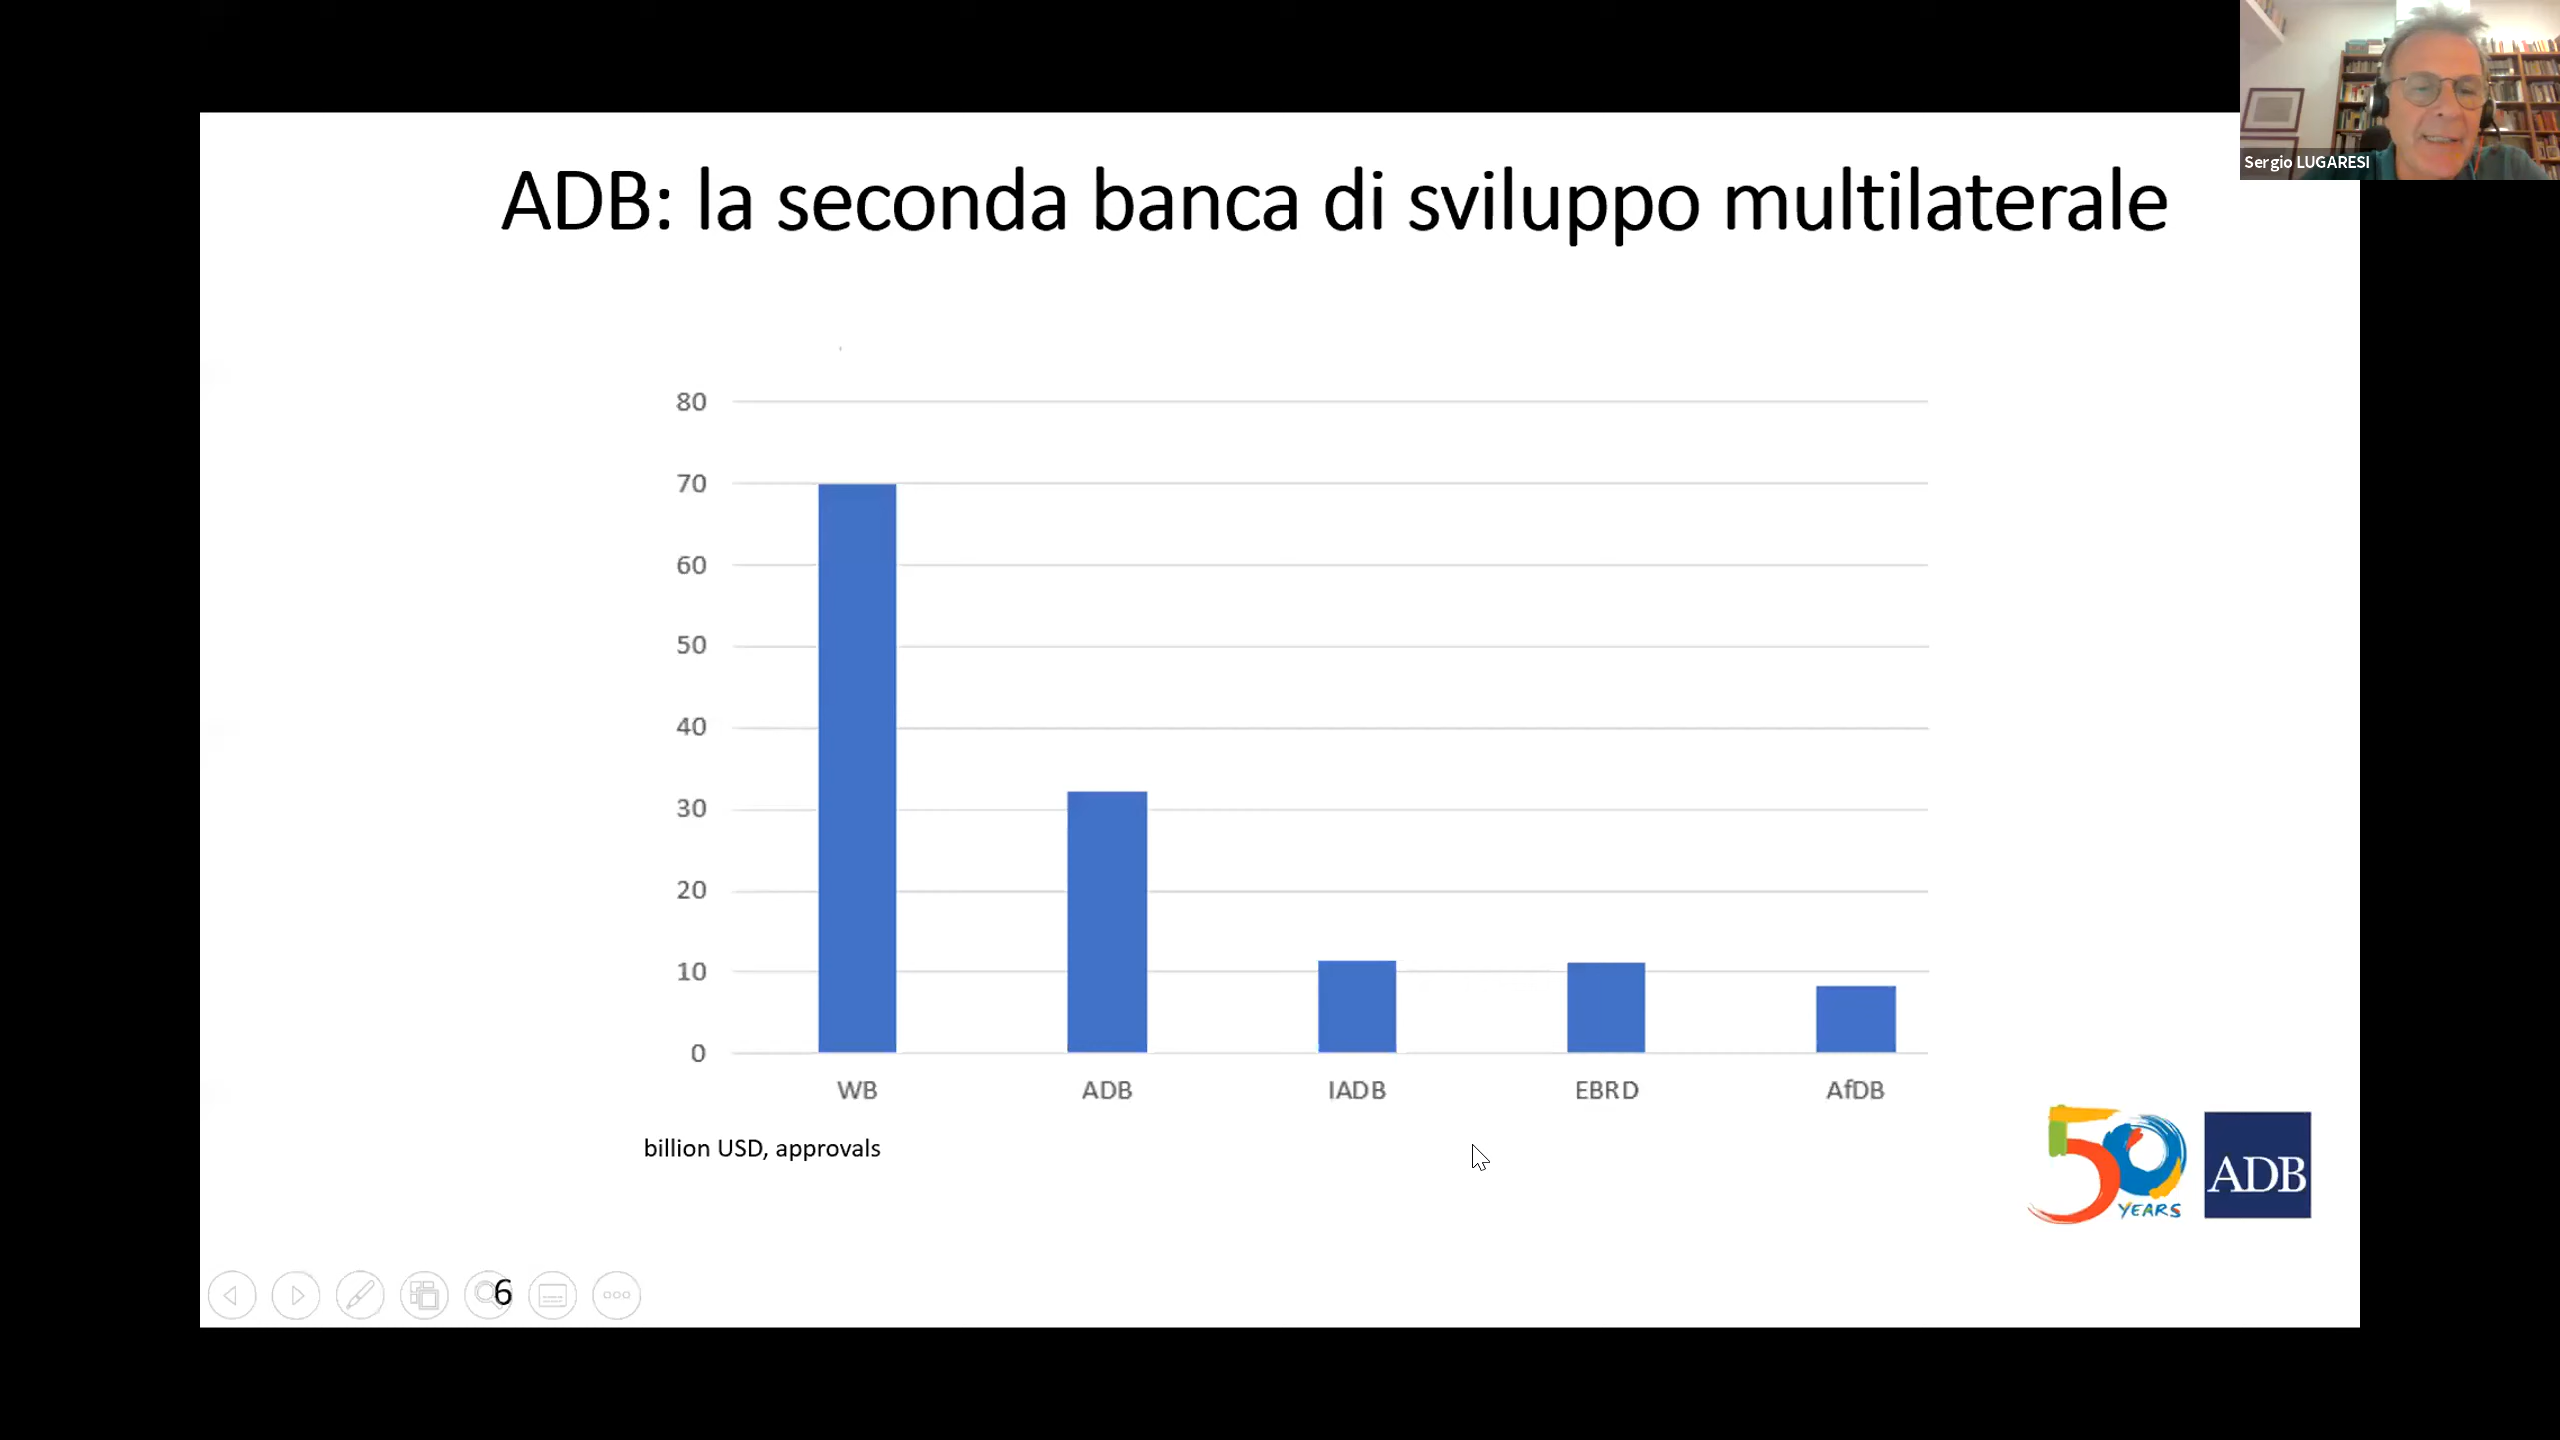 Sergio LUGARESI
ADB: la seconda banca di sviluppo multilaterale
80
70
60
50
40
30
20
10
0
WB ADB IADB EBRD AfDB
billion USD, approvals
50
YEARS
ADB
6